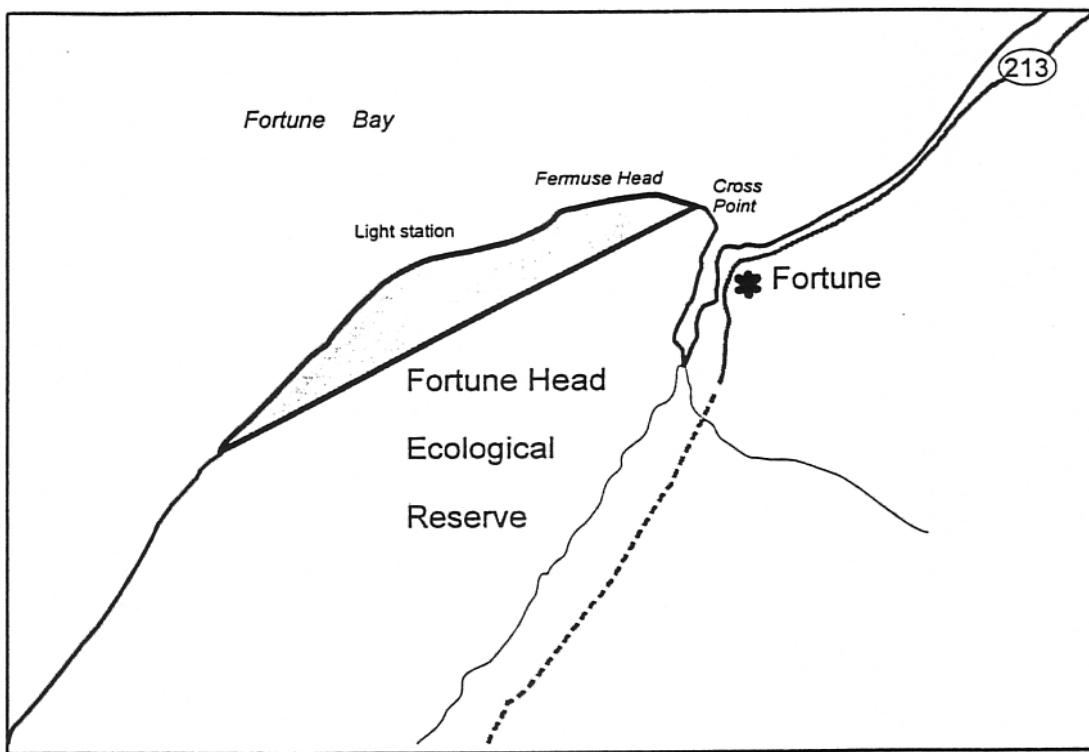 213
Fortune Bay
Fermuse Head
Cross
Point
Light station
Fortune
Fortune Head
Ecological
Reserve